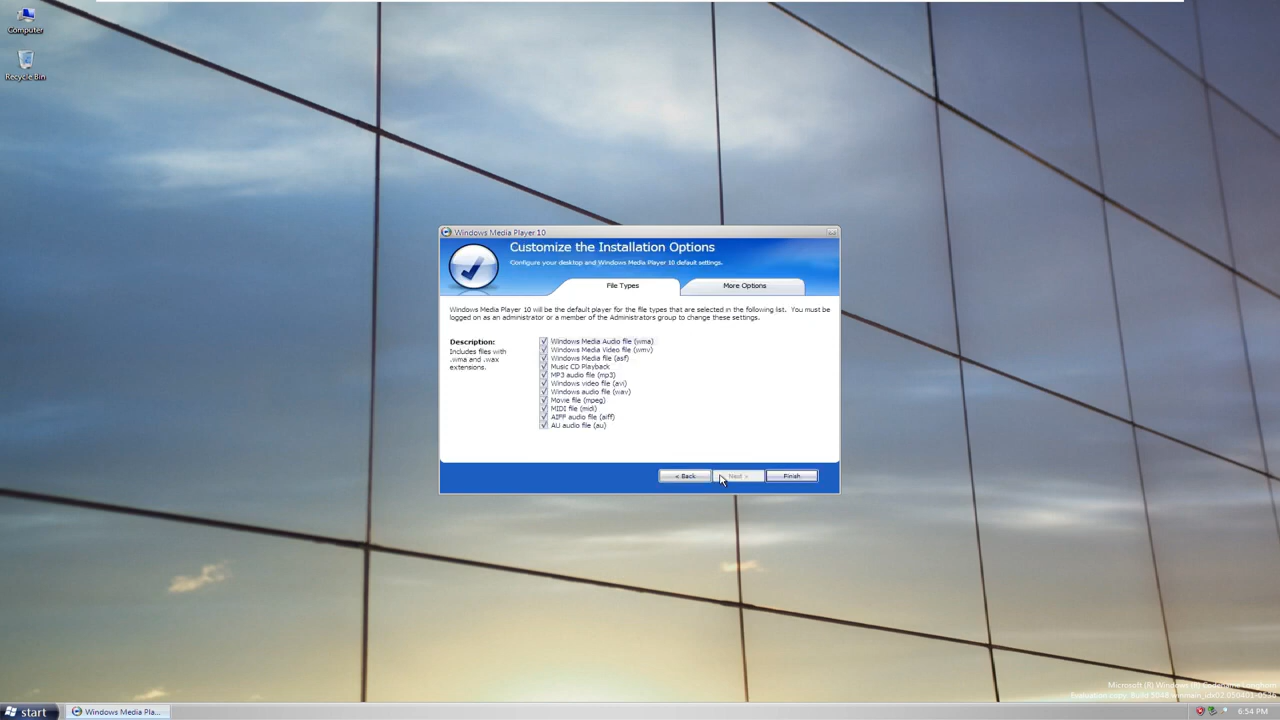 Computer
Recycle Bin
Windows Media Player 10
Customize the Installation Options
Configure your desktop and Windows Media Player 10 default settings.
File Types
More Options
Windows Media Player 10 will be the default player for the file types that are selected in the following list. You must be
logged on as an administrator or a member of the Administrators group to change these settings.
Description:
Includes files with
.wma and .wax
extensions.
Windows Media Audio file (wma)
Windows Media Video file (wmv)
Windows Media file (asf)
Music CD Playback
MP3 audio file (mp3)
Windows video file (avi)
Windows audio file (wav)
Movie file (mpeg)
MIDI file (midi)
AIFF audio file (aiff)
AU audio file (au)
< Back
Next >
Finish
Microsoft (R) Windows (R) Codename Longhorn
Evaluation copy. Build 5048 winmain_idx02.050401-0536
start
Windows Media Pla...
6:54 PM